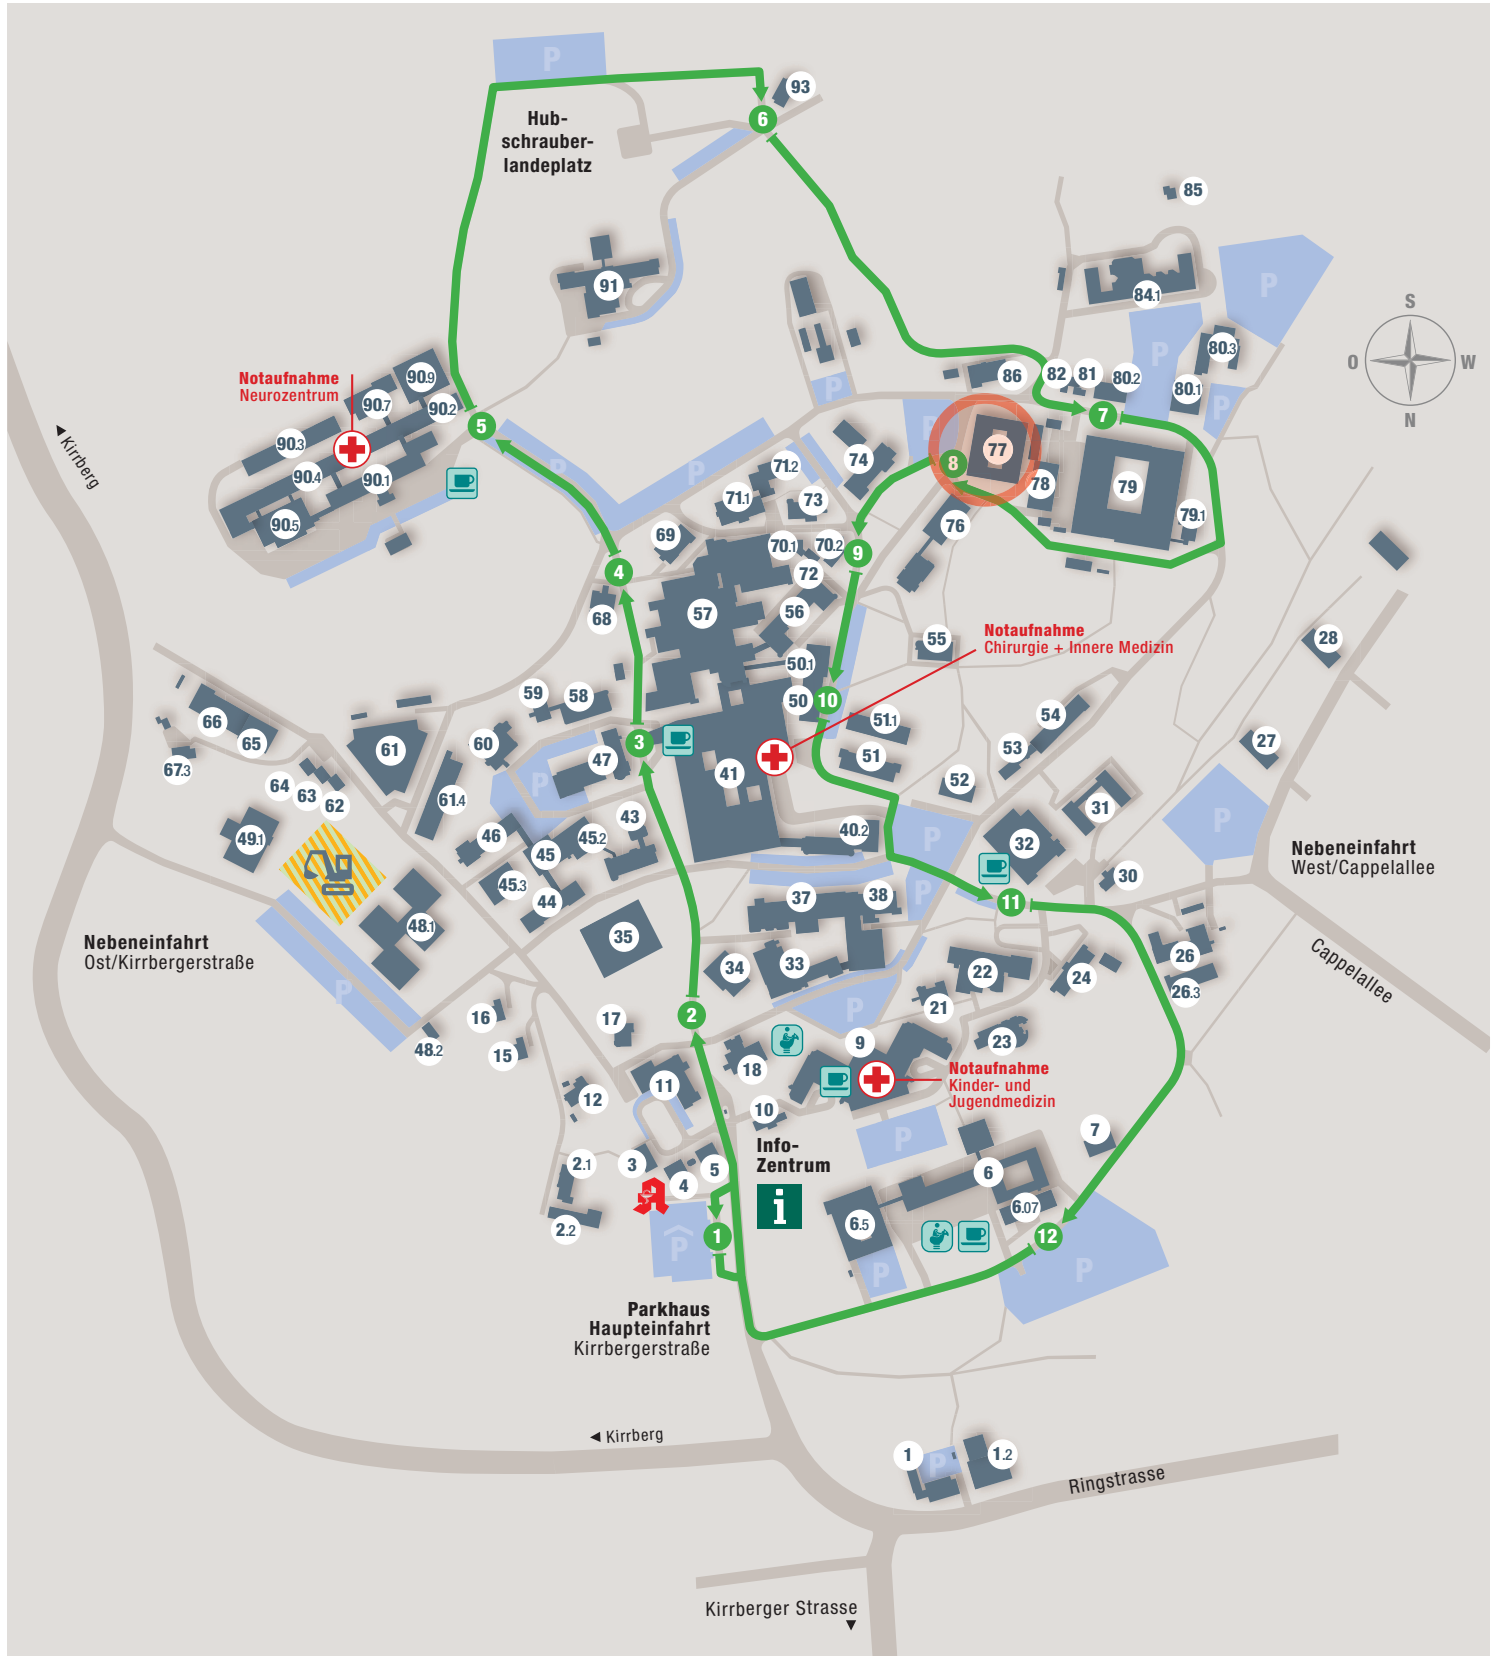 P
93
6
Hub-
schrauber-
landeplatz
85
91
84.1
P
S
O
W
N
80.3
P
Notaufnahme
Neurozentrum
90.9
90.7
90.2
90.3
90.4
90.1
90.5
5
Kirrberg
86
82
81
80.2
80.1
P
P
7
P
77
8
78
79
79.1
P
P
74
71.2
71.1
73
76
69
70.1
70.2
9
72
4
68
57
56
55
Notaufnahme
Chirurgie + Innere Medizin
28
50.1
50
10
59
58
51.1
54
66
65
67.3
61
60
3
47
P
41
51
53
27
52
64
63
62
61.4
43
31
49.1
46
45.2
45
40.2
P
32
P
Nebeneinfahrt
West/Cappelallee
45.3
44
37
38
P
30
11
48.1
35
Nebeneinfahrt
Ost/Kirrbergerstraße
P
34
33
22
24
26
26.3
Cappelallee
16
17
2
P
21
23
48.2
15
18
9
Notaufnahme
Kinder- und
Jugendmedizin
12
11
10
P
7
Info-
Zentrum
i
2.1
3
4
5
6
6.07
2.2
P
1
6.5
P
12
P
Parkhaus
Haupteinfahrt
Kirrbergerstraße
Kirrberg
1
P
1.2
Ringstrasse
Kirrberger Strasse